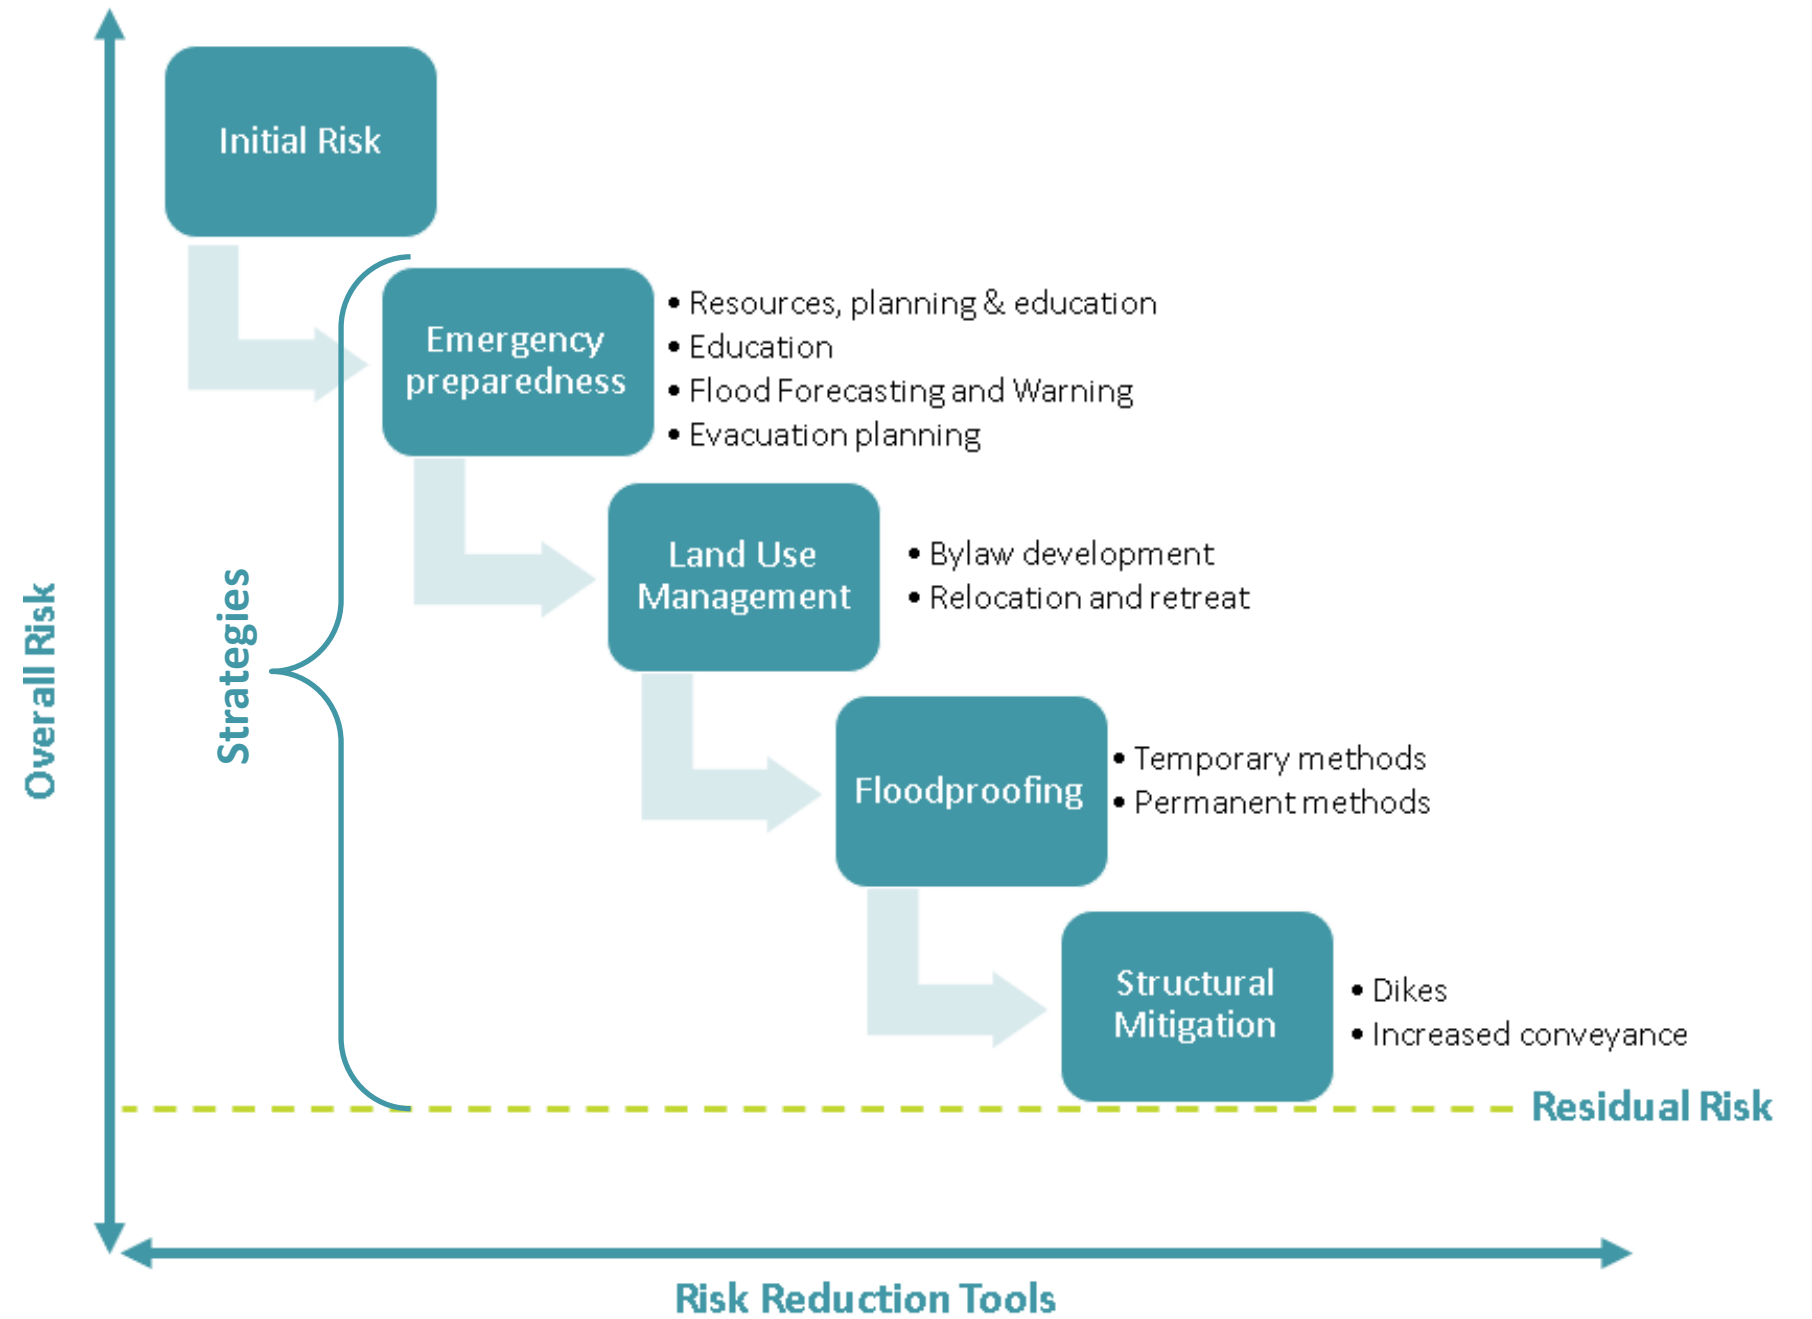 Initial Risk
Emergency
preparedness
• Resources, planning & education
• Education
• Flood Forecasting and Warning
• Evacuation planning
Land Use
Management
• Bylaw development
• Relocation and retreat
Strategies
Overall Risk
Floodproofing
• Temporary methods
• Permanent methods
Structural
Mitigation
• Dikes
• Increased conveyance
Residual Risk
Risk Reduction Tools